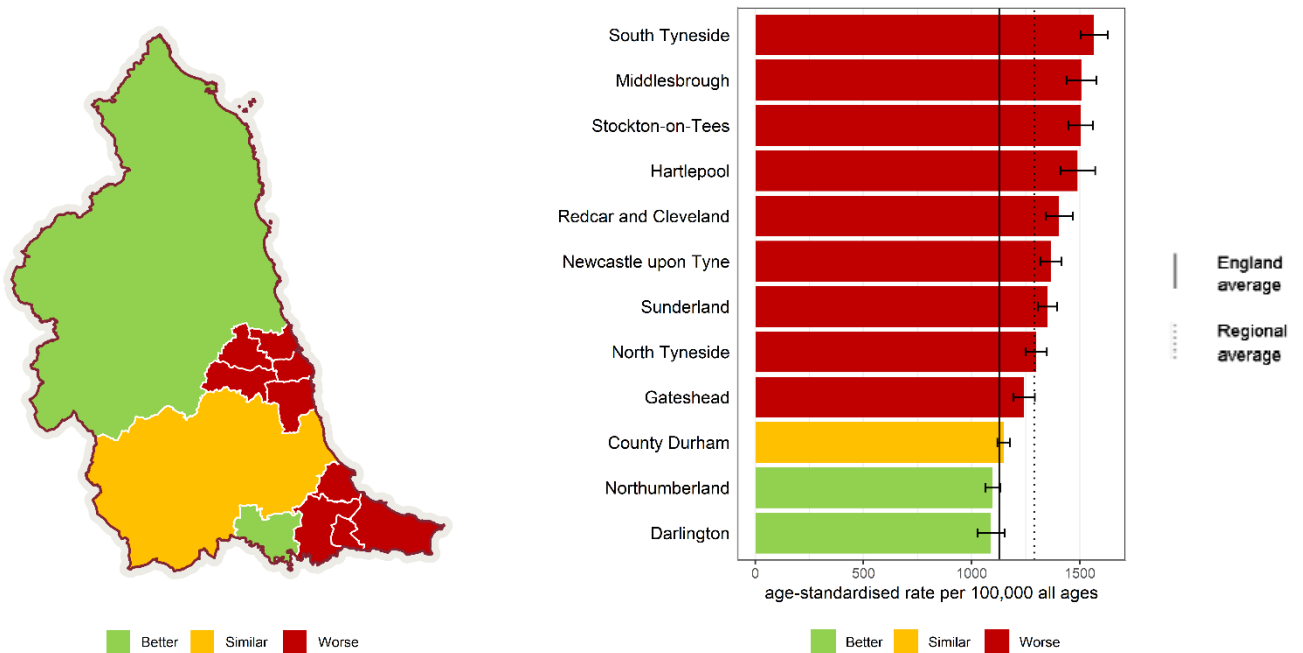 South Tyneside
Middlesbrough
Stockton-on-Tees
Hartlepool
Redcar and Cleveland
Newcastle upon Tyne
Sunderland
North Tyneside
Gateshead
County Durham
Northumberland
Darlington
0 500 1000 1500
age-standardised rate per 100,000 all ages
England
average
Regional
average
Better Similar Worse
Better Similar Worse